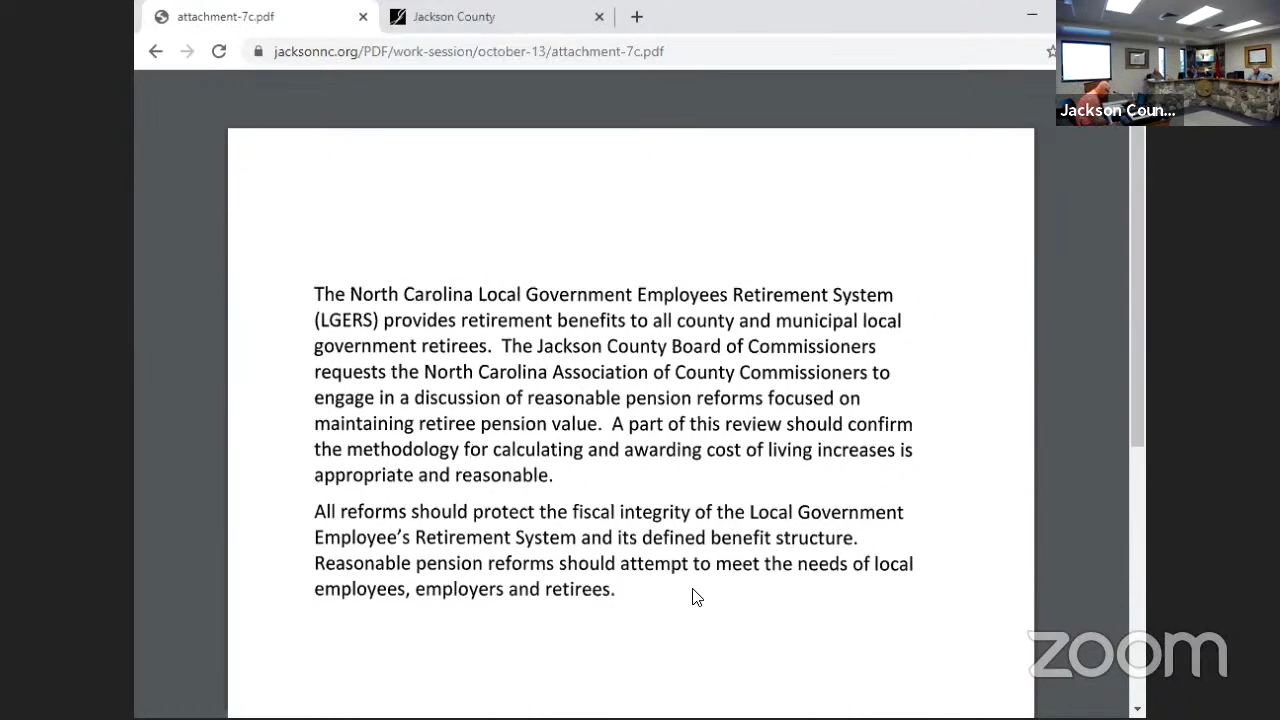 attachment-7c.pdf
Jackson County
jacksonnc.org/PDF/work-session/october-13/attachment-7c.pdf
Jackson Coun...
The North Carolina Local Government Employees Retirement System
(LGERS) provides retirement benefits to all county and municipal local
government retirees.  The Jackson County Board of Commissioners
requests the North Carolina Association of County Commissioners to
engage in a discussion of reasonable pension reforms focused on
maintaining retiree pension value.  A part of this review should confirm
the methodology for calculating and awarding cost of living increases is
appropriate and reasonable.
All reforms should protect the fiscal integrity of the Local Government
Employee’s Retirement System and its defined benefit structure.
Reasonable pension reforms should attempt to meet the needs of local
employees, employers and retirees.
zoom